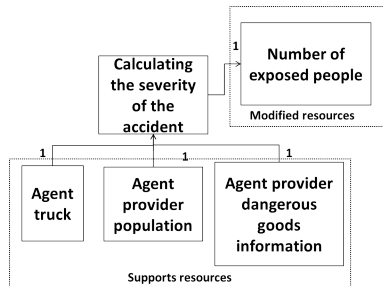 1
Number of
exposed people
Modified resources
Calculating
the severity
of the
accident
1
1
1
Agent
truck
Agent
provider
population
Agent provider
dangerous
goods
information
Supports resources